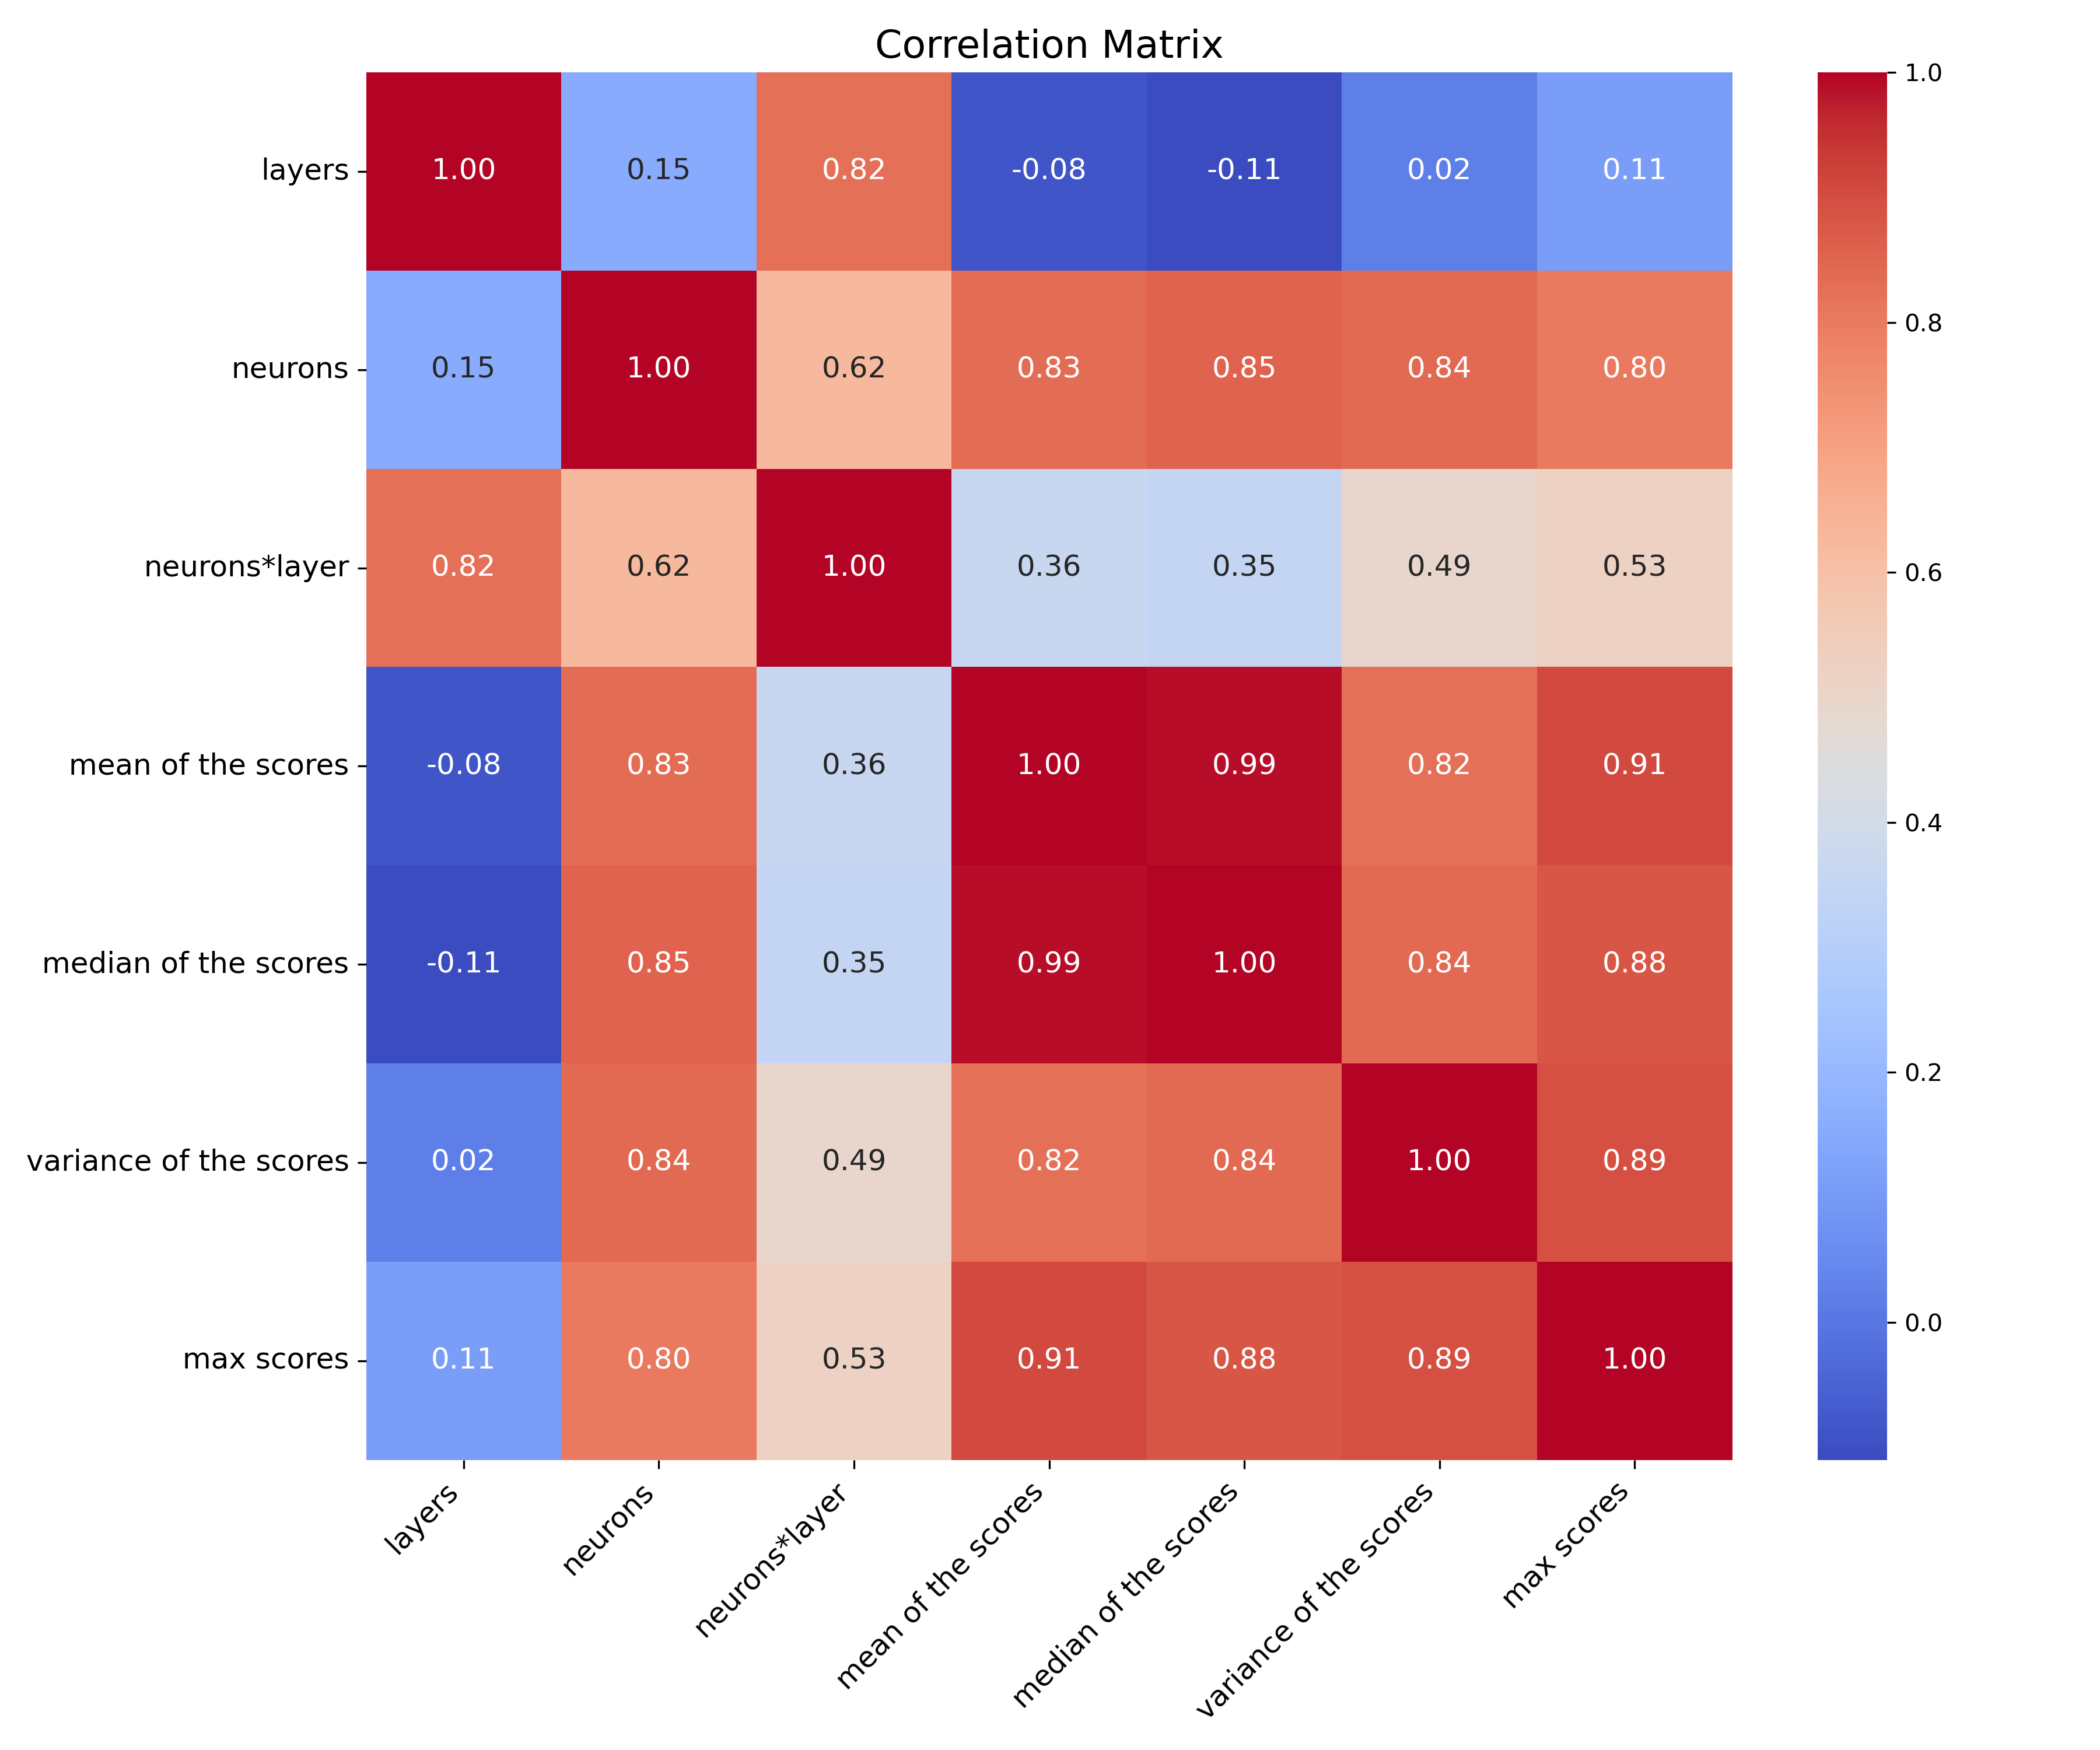 Correlation Matrix
layers 1.00 0.15 0.82 -0.08 -0.11 0.02 0.11
neurons 0.15 1.00 0.62 0.83 0.85 0.84 0.80
neurons*layer 0.82 0.62 1.00 0.36 0.35 0.49 0.53
mean of the scores -0.08 0.83 0.36 1.00 0.99 0.82 0.91
median of the scores -0.11 0.85 0.35 0.99 1.00 0.84 0.88
variance of the scores 0.02 0.84 0.49 0.82 0.84 1.00 0.89
max scores 0.11 0.80 0.53 0.91 0.88 0.89 1.00
layers
neurons
neurons*layer
mean of the scores
median of the scores
variance of the scores
max scores
1.0
0.8
0.6
0.4
0.2
0.0